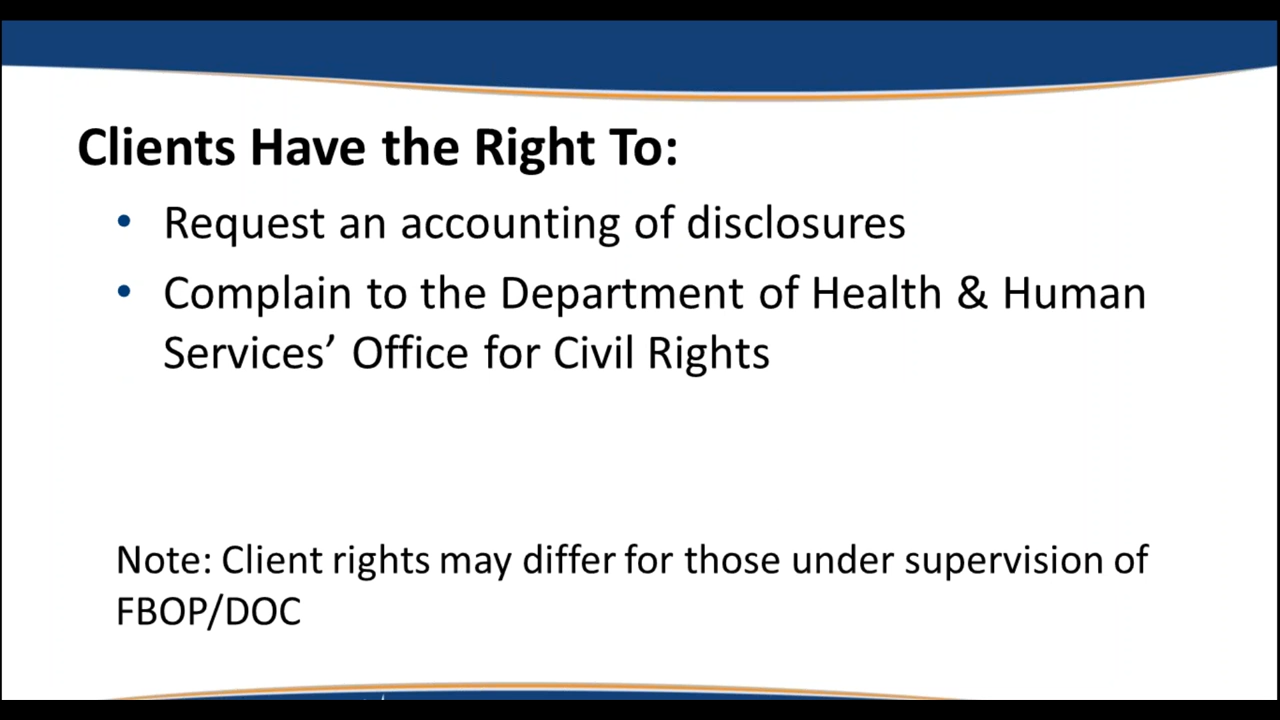 Clients Have the Right To:
• Request an accounting of disclosures
• Complain to the Department of Health & Human
Services’ Office for Civil Rights
Note: Client rights may differ for those under supervision of
FBOP/DOC